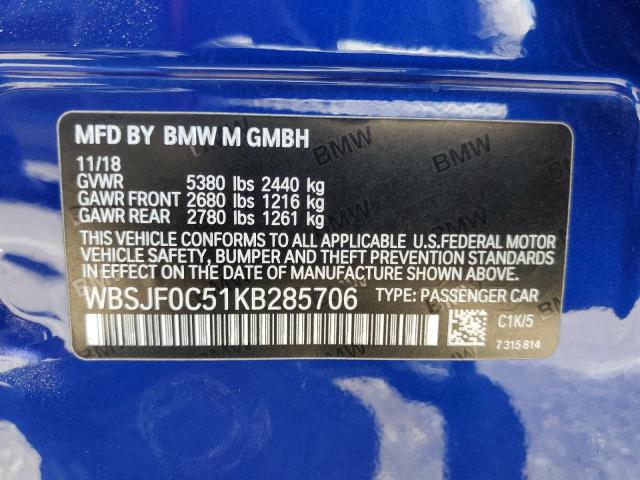 MFD BY BMW M GMBH
11/18
GVWR 5380 lbs 2440 kg
GAWR FRONT 2680 lbs 1216 kg
GAWR REAR 2780 lbs 1261 kg
THIS VEHICLE CONFORMS TO ALL APPLICABLE U.S.FEDERAL MOTOR
VEHICLE SAFETY, BUMPER AND THEFT PREVENTION STANDARDS
IN EFFECT ON THE DATE OF MANUFACTURE SHOWN ABOVE.
WBSJF0C51KB285706 TYPE: PASSENGER CAR
C1K/5
7 315 814